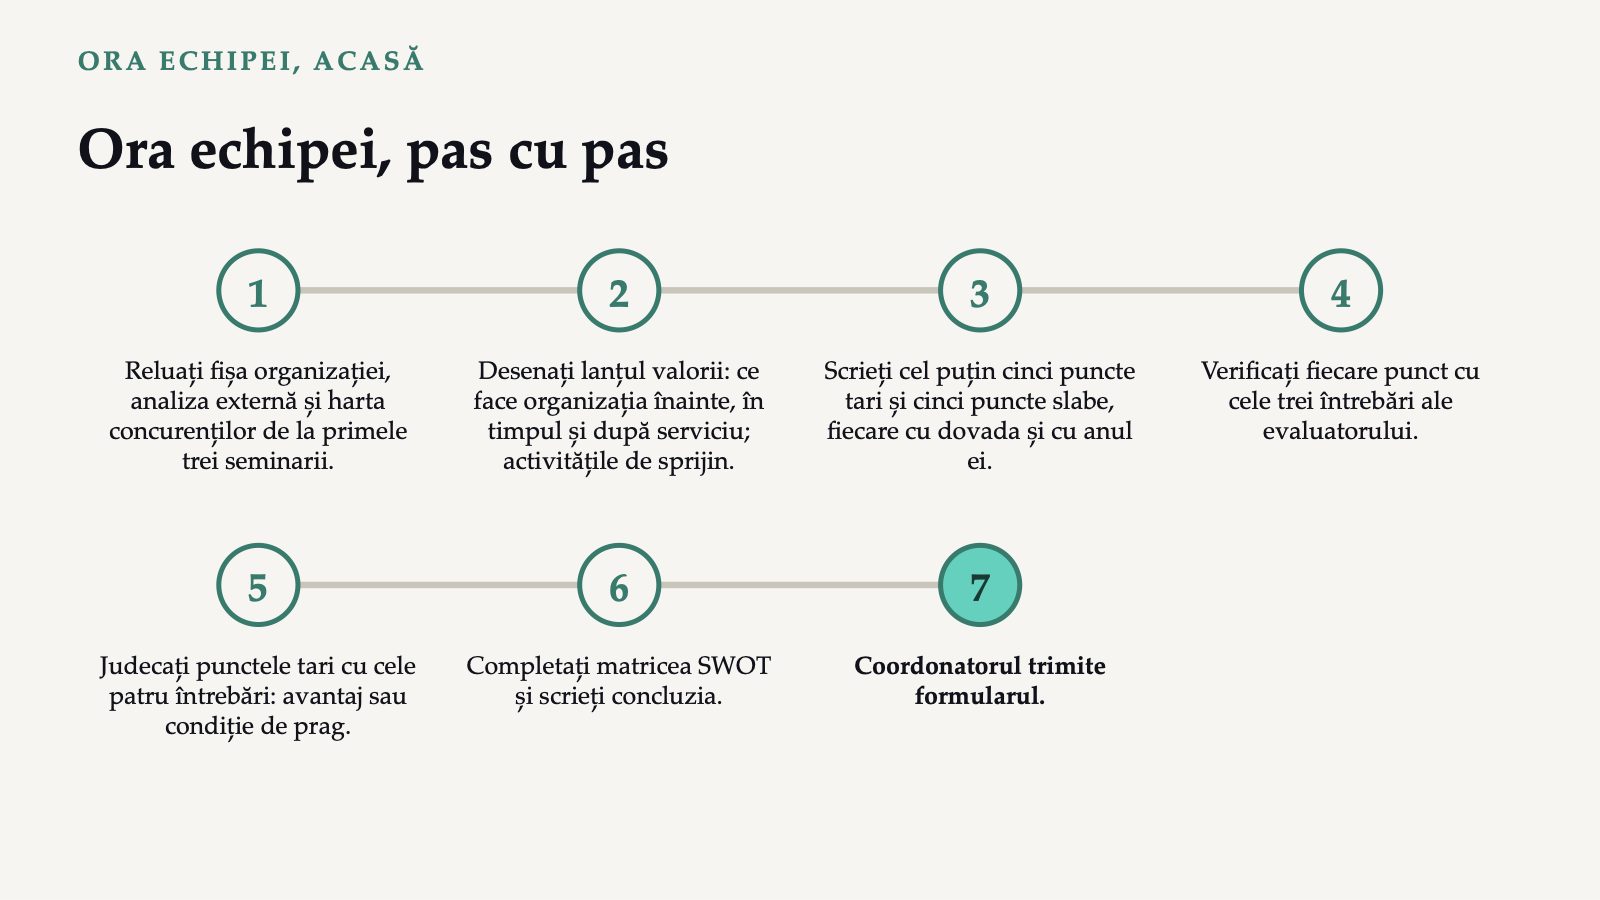 ORA ECHIPEI, ACASĂ
Ora echipei, pas cu pas
1
Reluați fișa organizației,
analiza externă și harta
concurenților de la primele
trei seminarii.
2
Desenați lanțul valorii: ce
face organizația înainte, în
timpul și după serviciu;
activitățile de sprijin.
3
Scrieți cel puțin cinci puncte
tari și cinci puncte slabe,
fiecare cu dovada și cu anul
ei.
4
Verificați fiecare punct cu
cele trei întrebări ale
evaluatorului.
5
Judecați punctele tari cu cele
patru întrebări: avantaj sau
condiție de prag.
6
Completați matricea SWOT
și scrieți concluzia.
7
Coordonatorul trimite
formularul.